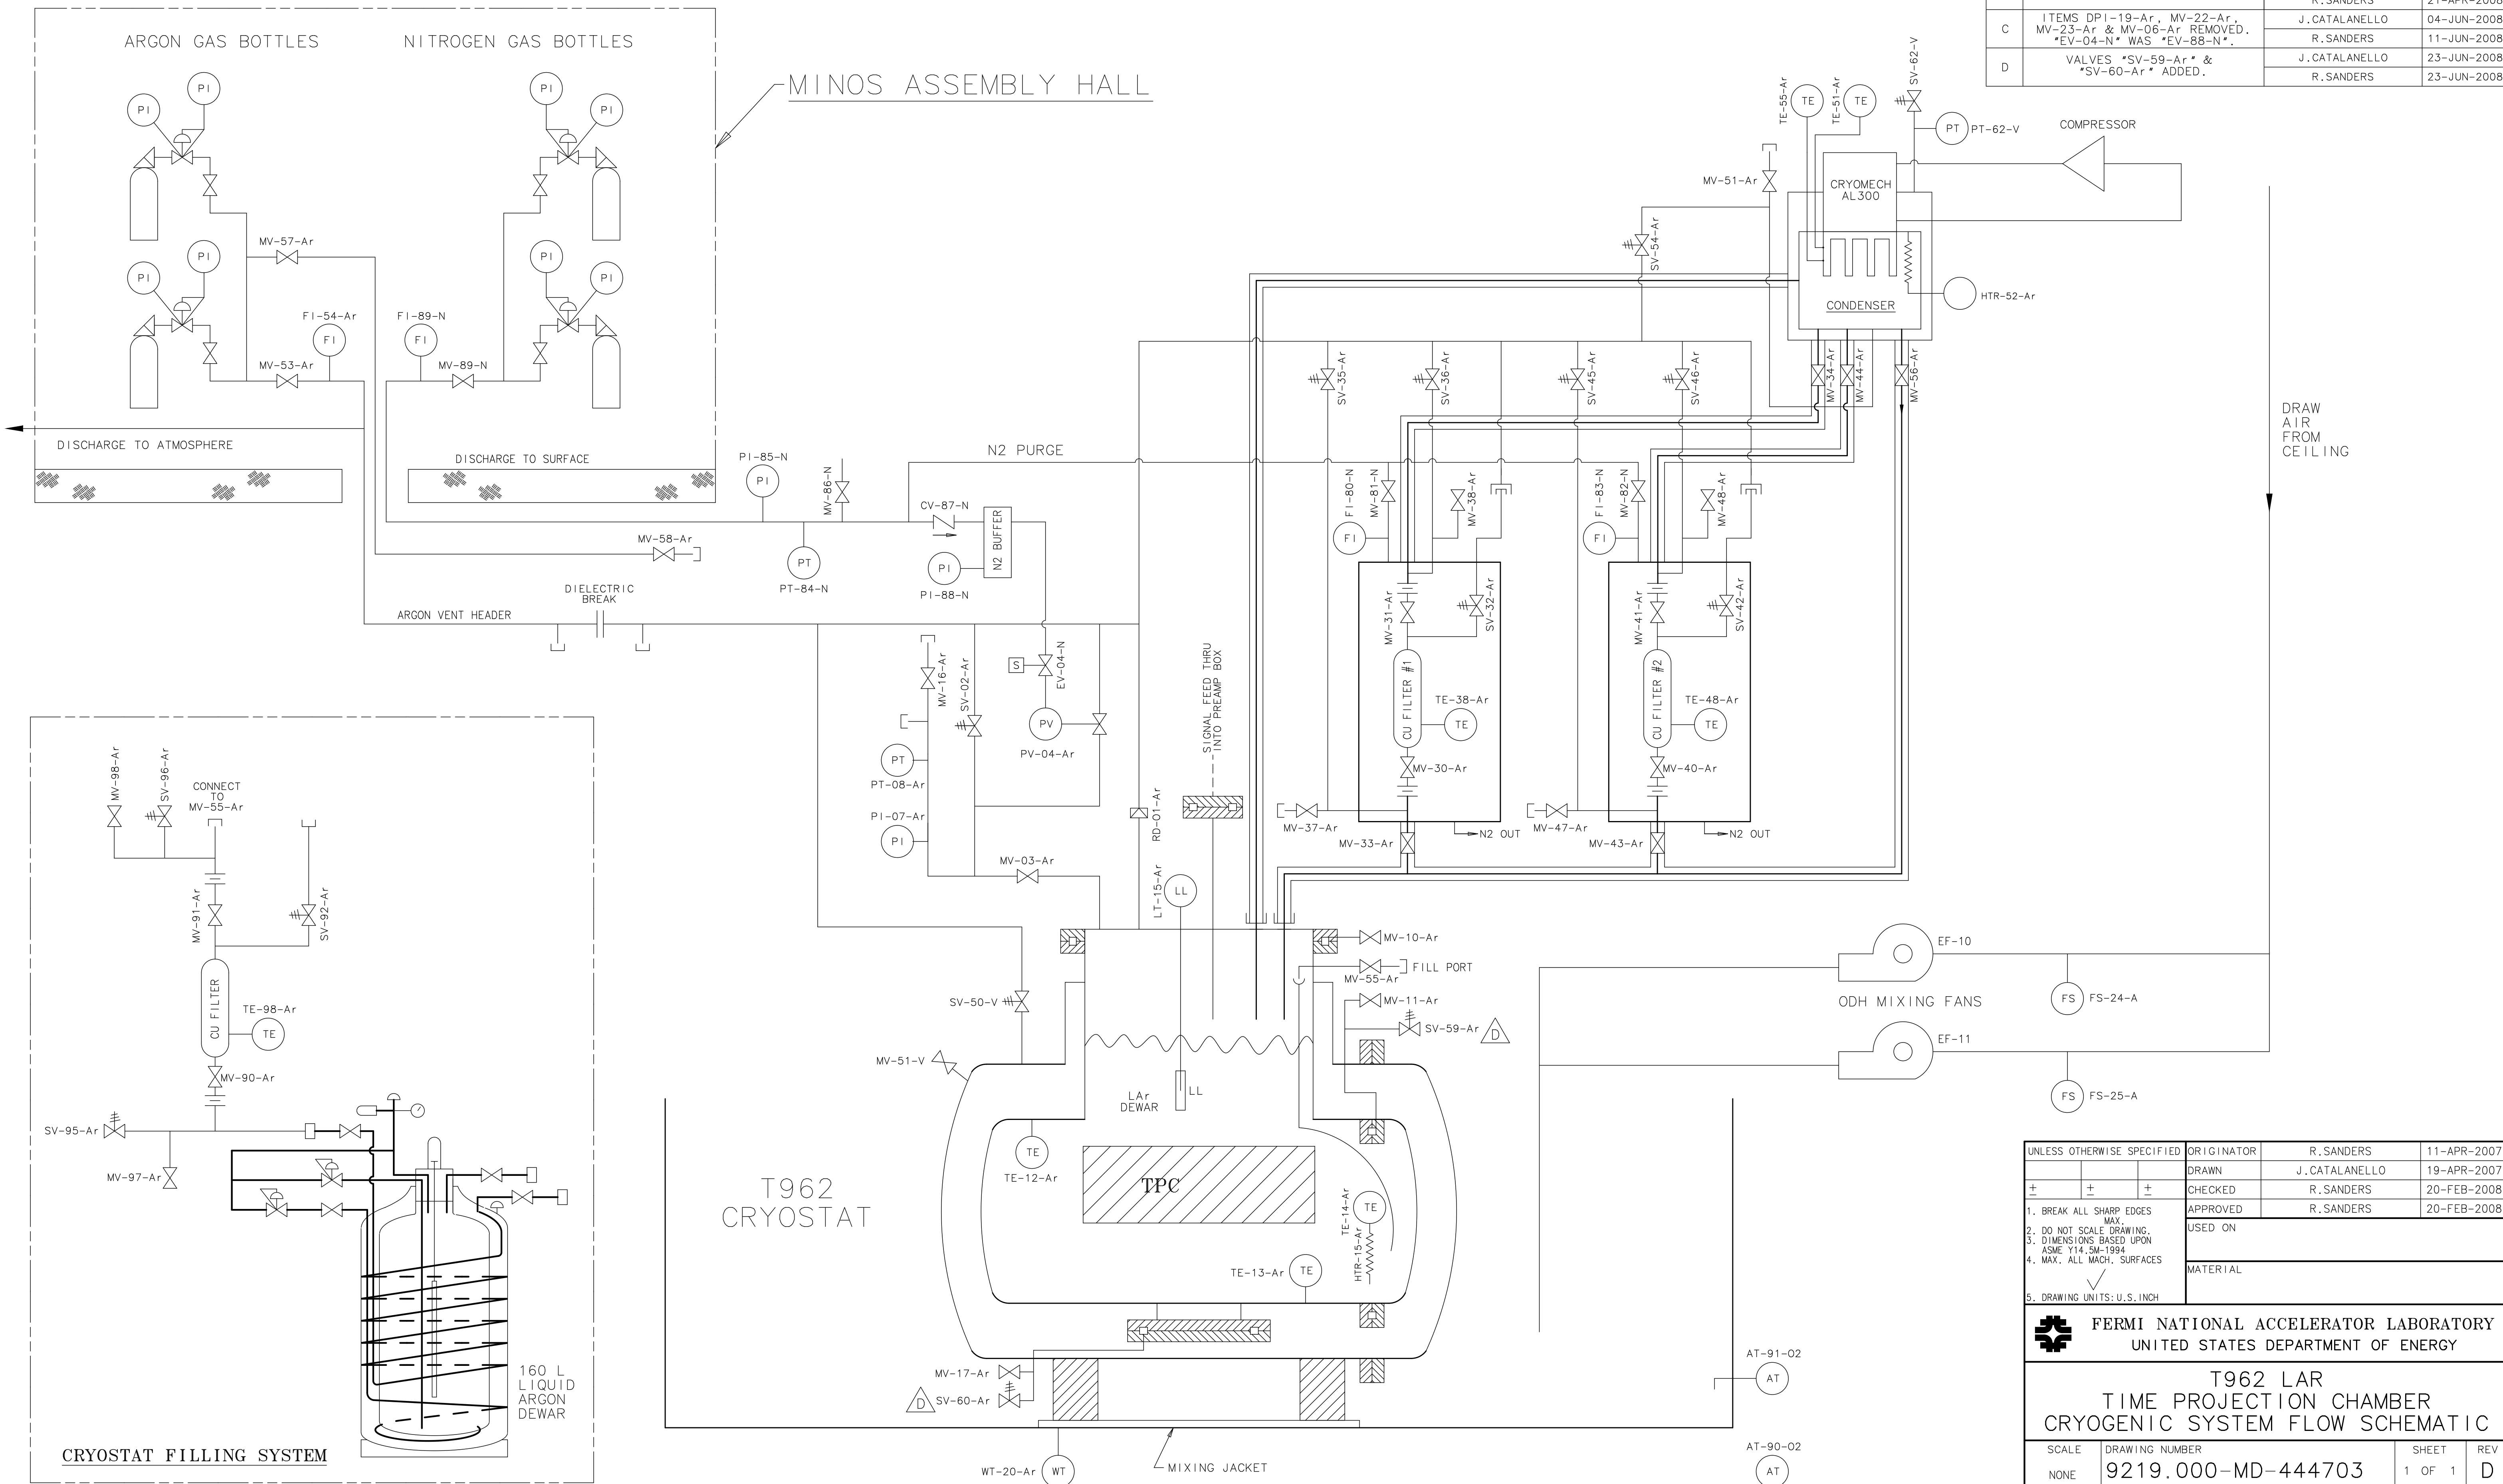 ARGON GAS BOTTLES
NITROGEN GAS BOTTLES
MINOS ASSEMBLY HALL
PI
PI
PI
PI
PI
PI
PI
PI
MV-57-Ar
FI-54-Ar
FI
MV-53-Ar
FI-89-N
FI
MV-89-N
DISCHARGE TO ATMOSPHERE
DISCHARGE TO SURFACE
R.SANDERS
21-APR-2008
C
ITEMS DPI-19-Ar, MV-22-Ar,
MV-23-Ar & MV-06-Ar REMOVED.
"EV-04-N" WAS "EV-88-N".
J.CATALANELLO
04-JUN-2008
R.SANDERS
11-JUN-2008
D
VALVES "SV-59-Ar" &
"SV-60-Ar" ADDED.
J.CATALANELLO
23-JUN-2008
R.SANDERS
23-JUN-2008
SV-62-V
TE-55-Ar
TE
TE-51-Ar
TE
PT
PT-62-V
COMPRESSOR
MV-51-Ar
CRYOMECH
AL300
SV-54-Ar
CONDENSER
HTR-52-Ar
MV-34-Ar
MV-44-Ar
MV-56-Ar
SV-35-Ar
SV-36-Ar
SV-45-Ar
SV-46-Ar
DRAW
AIR
FROM
CEILING
N2 PURGE
PI-85-N
PI
MV-86-N
CV-87-N
N2 BUFFER
PT
PT-84-N
PI
PI-88-N
MV-58-Ar
DIELECTRIC
BREAK
ARGON VENT HEADER
FI-80-N
FI
MV-81-N
MV-38-Ar
FI-83-N
FI
MV-82-N
MV-48-Ar
MV-31-Ar
SV-32-Ar
CU FILTER #1
TE-38-Ar
TE
MV-30-Ar
MV-41-Ar
SV-42-Ar
CU FILTER #2
TE-48-Ar
TE
MV-40-Ar
MV-37-Ar
MV-33-Ar
N2 OUT
MV-47-Ar
MV-43-Ar
N2 OUT
MV-16-Ar
SV-02-Ar
S
EV-04-N
PV
PV-04-Ar
PT
PT-08-Ar
PI-07-Ar
PI
MV-03-Ar
RD-01-Ar
SIGNAL FEED THRU
INTO PREAMP BOX
LT-15-Ar
LL
MV-10-Ar
FILL PORT
MV-55-Ar
MV-11-Ar
SV-59-Ar
D
SV-50-V
MV-51-V
LL
LAr
DEWAR
TE
TE-12-Ar
TPC
TE-14-Ar
TE
HTR-15-Ar
TE-13-Ar
TE
T962
CRYOSTAT
MV-17-Ar
D
SV-60-Ar
WT-20-Ar
WT
MIXING JACKET
EF-10
FS
FS-24-A
ODH MIXING FANS
EF-11
FS
FS-25-A
AT-91-O2
AT
AT-90-O2
AT
MV-98-Ar
SV-96-Ar
CONNECT
TO
MV-55-Ar
MV-91-Ar
SV-92-Ar
CU FILTER
TE-98-Ar
TE
MV-90-Ar
SV-95-Ar
MV-97-Ar
160 L
LIQUID
ARGON
DEWAR
CRYOSTAT FILLING SYSTEM
UNLESS OTHERWISE SPECIFIED
ORIGINATOR
R.SANDERS
11-APR-2007
DRAWN
J.CATALANELLO
19-APR-2007
± ± ±
CHECKED
R.SANDERS
20-FEB-2008
APPROVED
R.SANDERS
20-FEB-2008
1. BREAK ALL SHARP EDGES
MAX.
2. DO NOT SCALE DRAWING.
3. DIMENSIONS BASED UPON
ASME Y14.5M-1994
4. MAX. ALL MACH. SURFACES
5. DRAWING UNITS: U.S. INCH
USED ON
MATERIAL
FERMI NATIONAL ACCELERATOR LABORATORY
UNITED STATES DEPARTMENT OF ENERGY
T962 LAR
TIME PROJECTION CHAMBER
CRYOGENIC SYSTEM FLOW SCHEMATIC
SCALE
NONE
DRAWING NUMBER
9219.000-MD-444703
SHEET
1 OF 1
REV
D